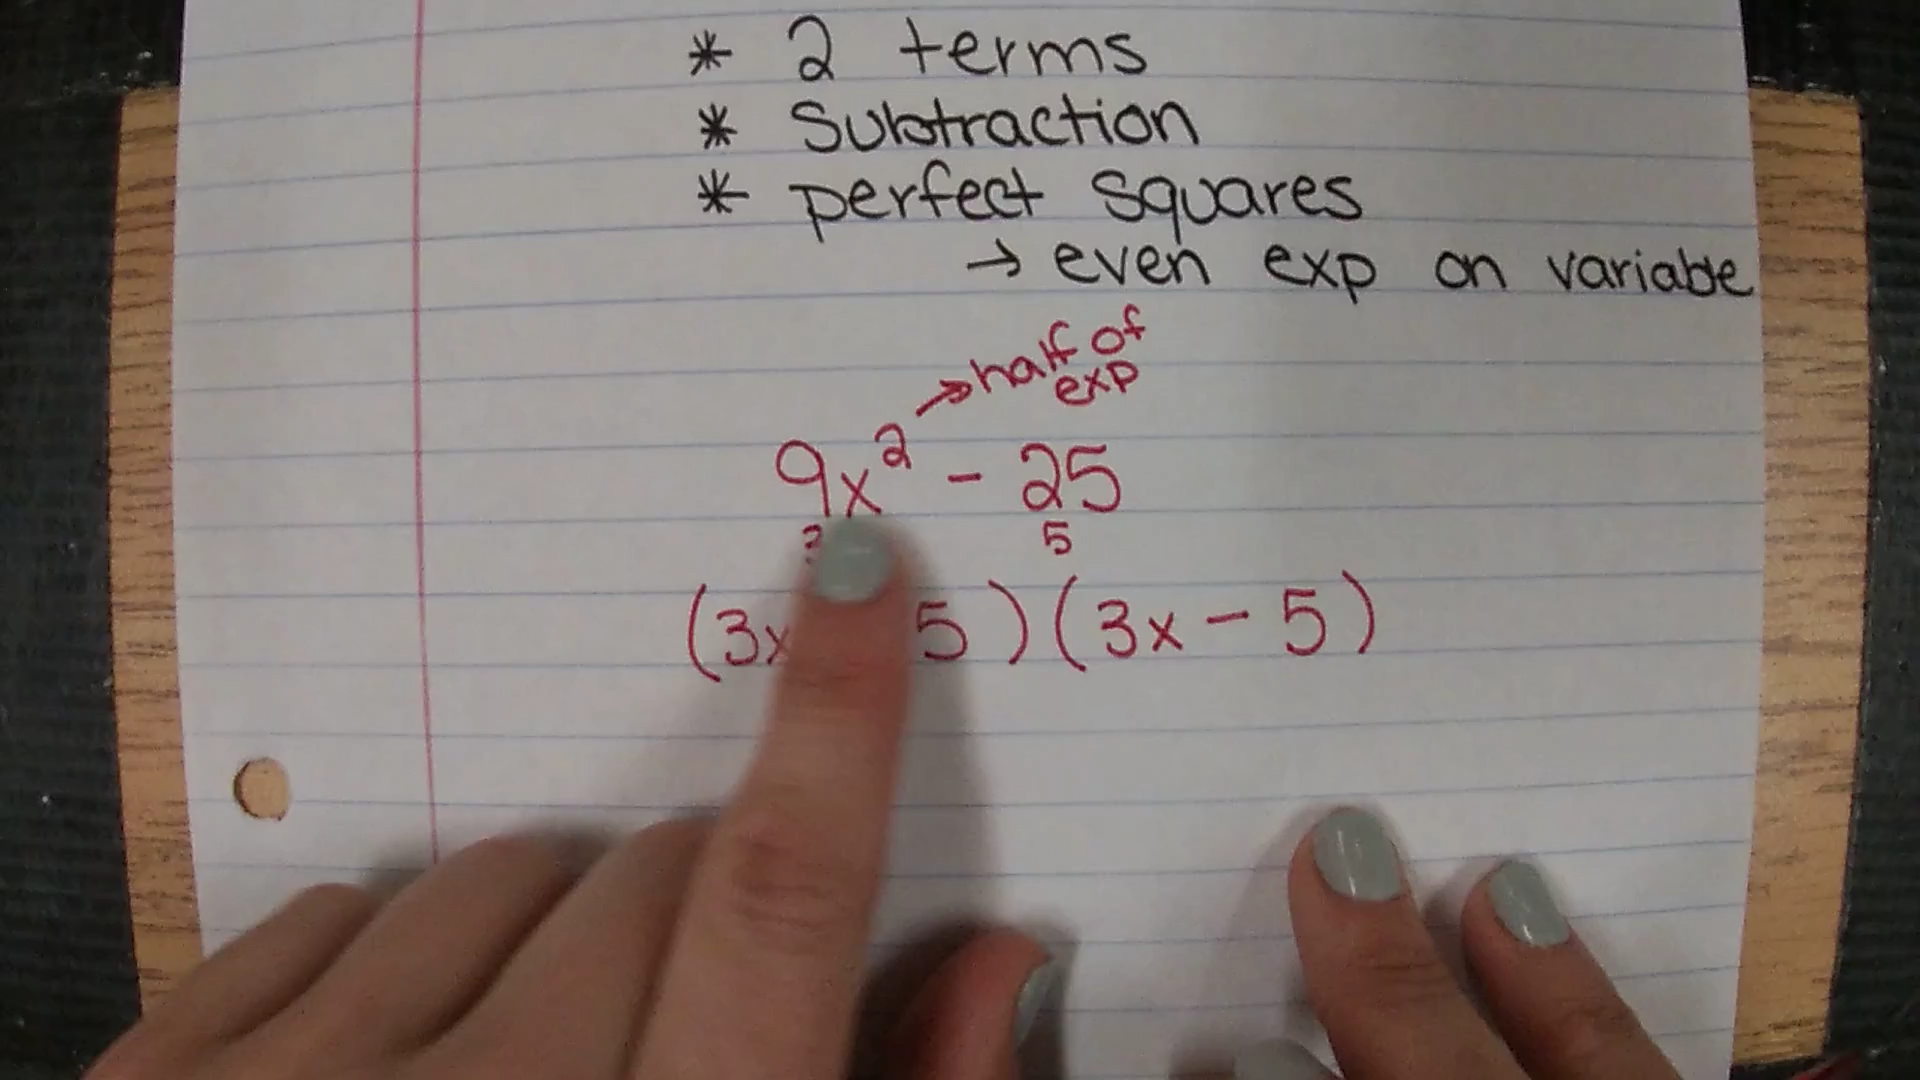 * 2 terms
* Subtraction
* perfect squares
→ even exp on variable
→ half of
exp
9x² - 25
5
(3x 5)(3x - 5)